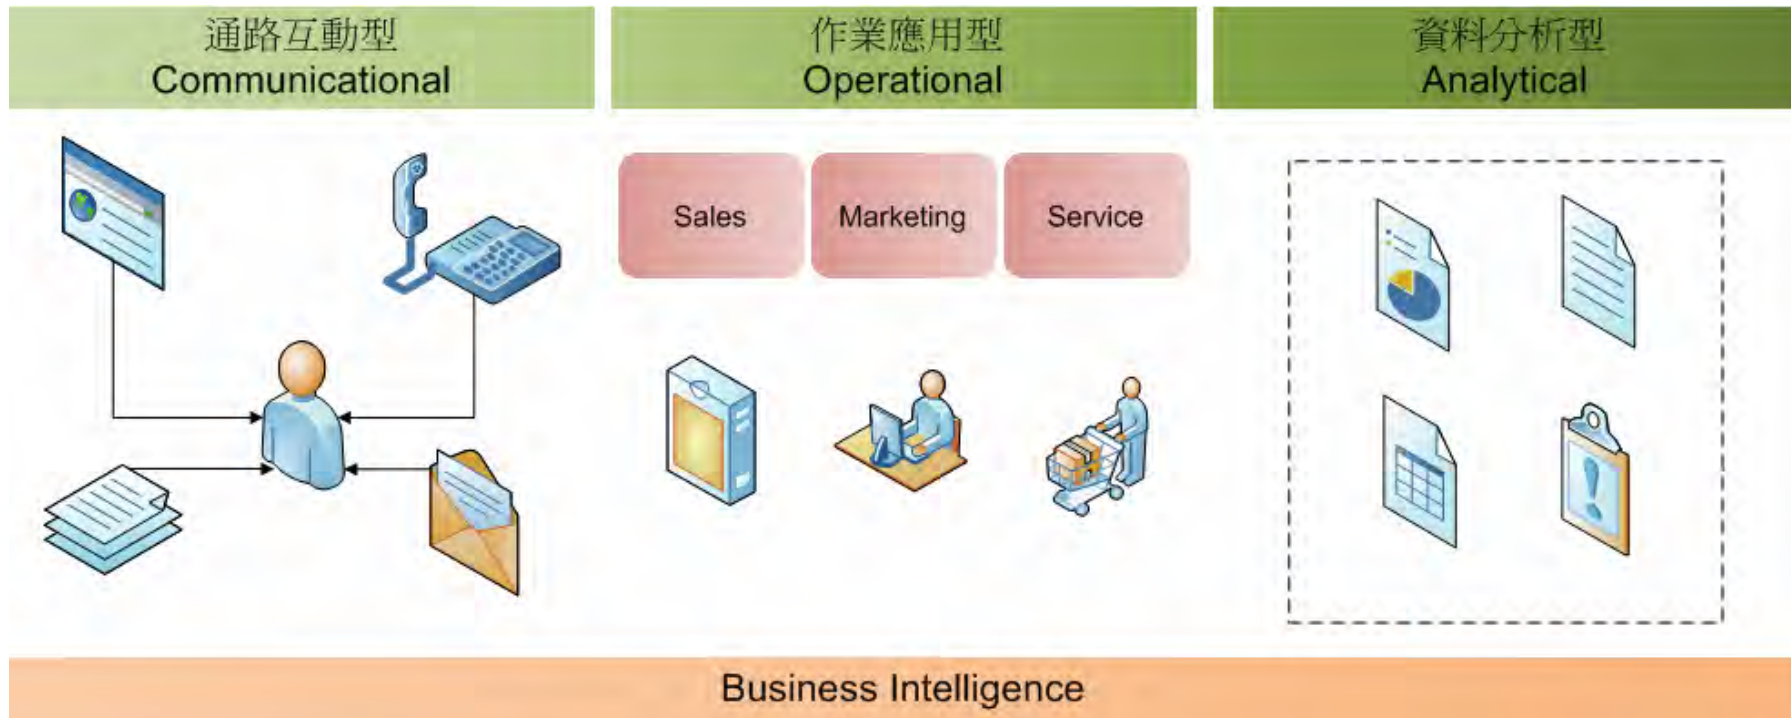 通路互動型
Communicational
作業應用型
Operational
資料分析型
Analytical
Sales
Marketing
Service
Business Intelligence